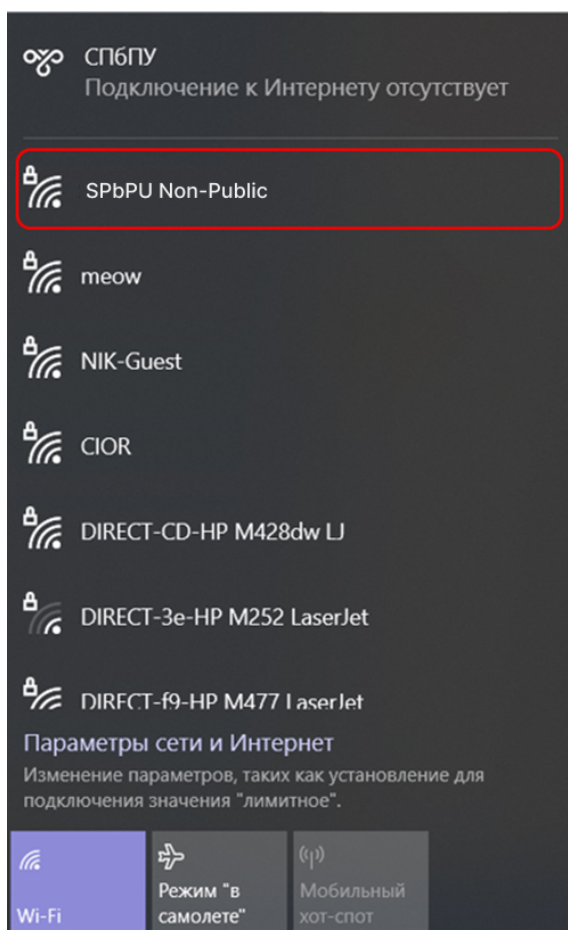 СПбПУ
Подключение к Интернету отсутствует
SPbPU Non-Public
meow
NIK-Guest
CIOR
DIRECT-CD-HP M428dw LJ
DIRECT-3e-HP M252 LaserJet
DIRECT-f9-HP M477 LaserJet
Параметры сети и Интернет
Изменение параметров, таких как установление для
подключения значения "лимитное".
Wi-Fi
Режим "в
самолете"
Мобильный
хот-спот